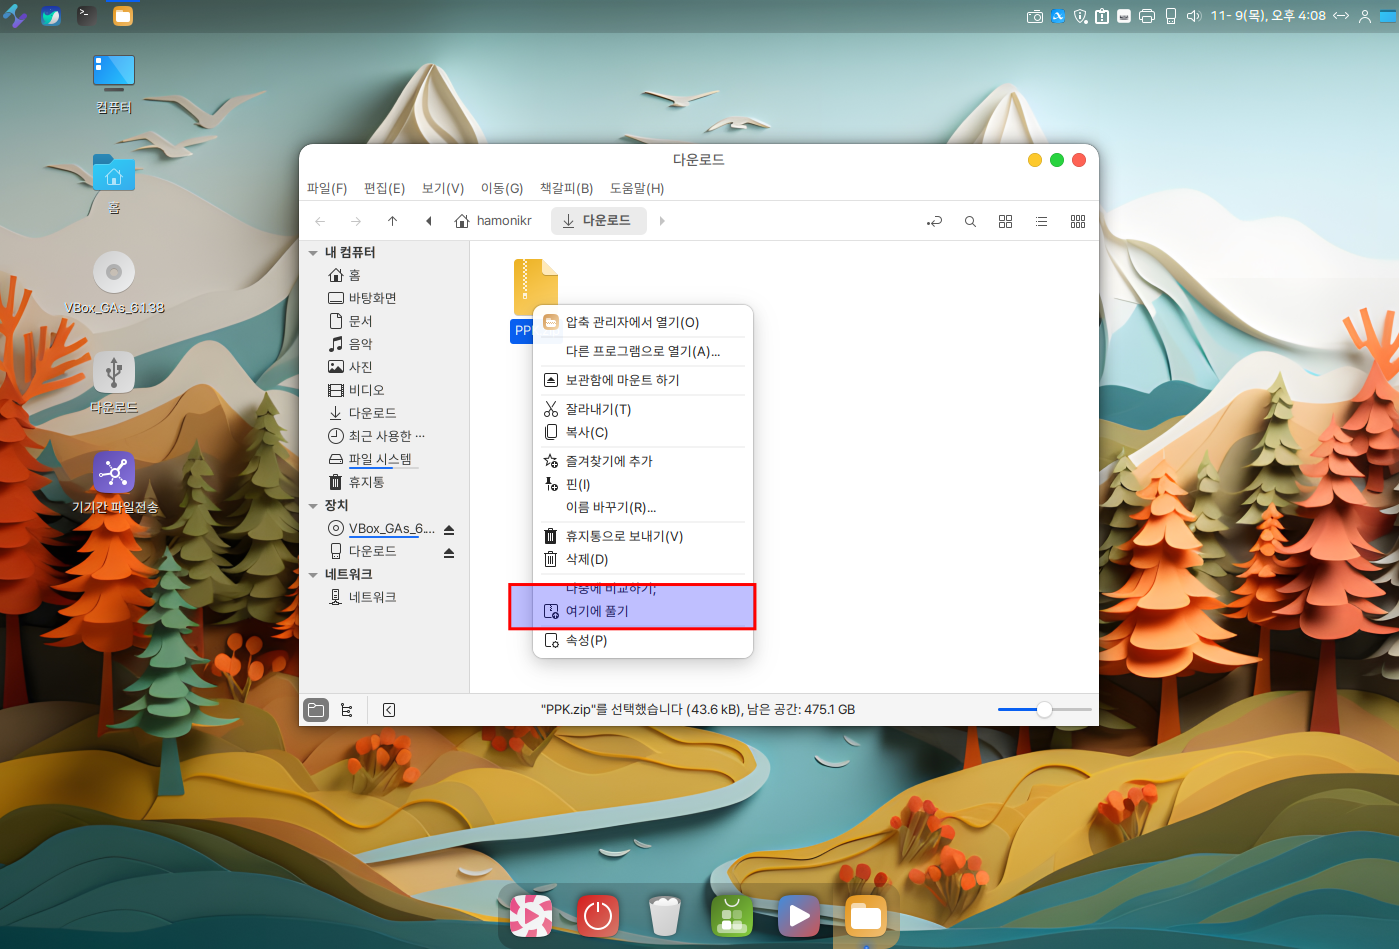 11- 9(목), 오후 4:08
컴퓨터
홈
VBox_GAs_6.1.38
다운로드
기기간 파일전송
다운로드
파일(F) 편집(E) 보기(V) 이동(G) 책갈피(B) 도움말(H)
hamonikr 다운로드
내 컴퓨터
홈
바탕화면
문서
음악
사진
비디오
다운로드
최근 사용한 ...
파일 시스템
휴지통
장치
VBox_GAs_6....
다운로드
네트워크
네트워크
PP
압축 관리자에서 열기(O)
다른 프로그램으로 열기(A)...
보관함에 마운트 하기
잘라내기(T)
복사(C)
즐겨찾기에 추가
핀(I)
이름 바꾸기(R)...
휴지통으로 보내기(V)
삭제(D)
나중에 비교하기;
여기에 풀기
속성(P)
"PPK.zip"를 선택했습니다 (43.6 kB), 남은 공간: 475.1 GB